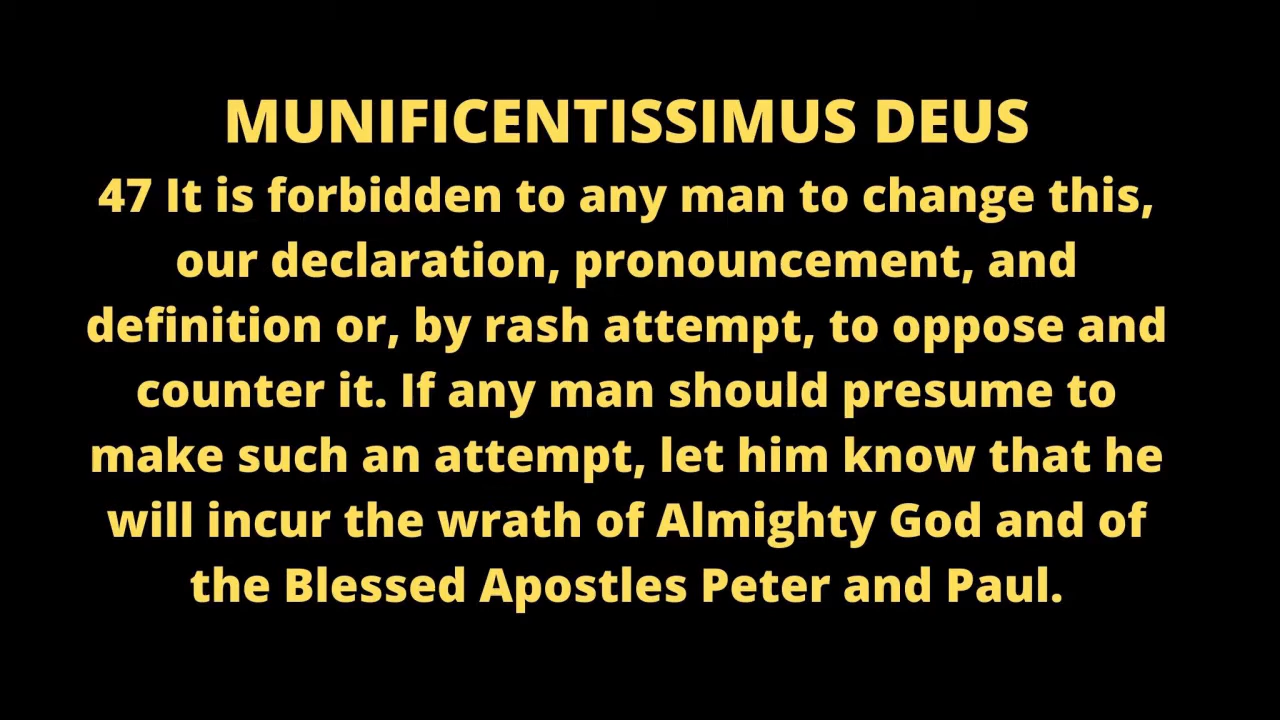 MUNIFICENTISSIMUS DEUS
47 It is forbidden to any man to change this,
our declaration, pronouncement, and
definition or, by rash attempt, to oppose and
counter it. If any man should presume to
make such an attempt, let him know that he
will incur the wrath of Almighty God and of
the Blessed Apostles Peter and Paul.